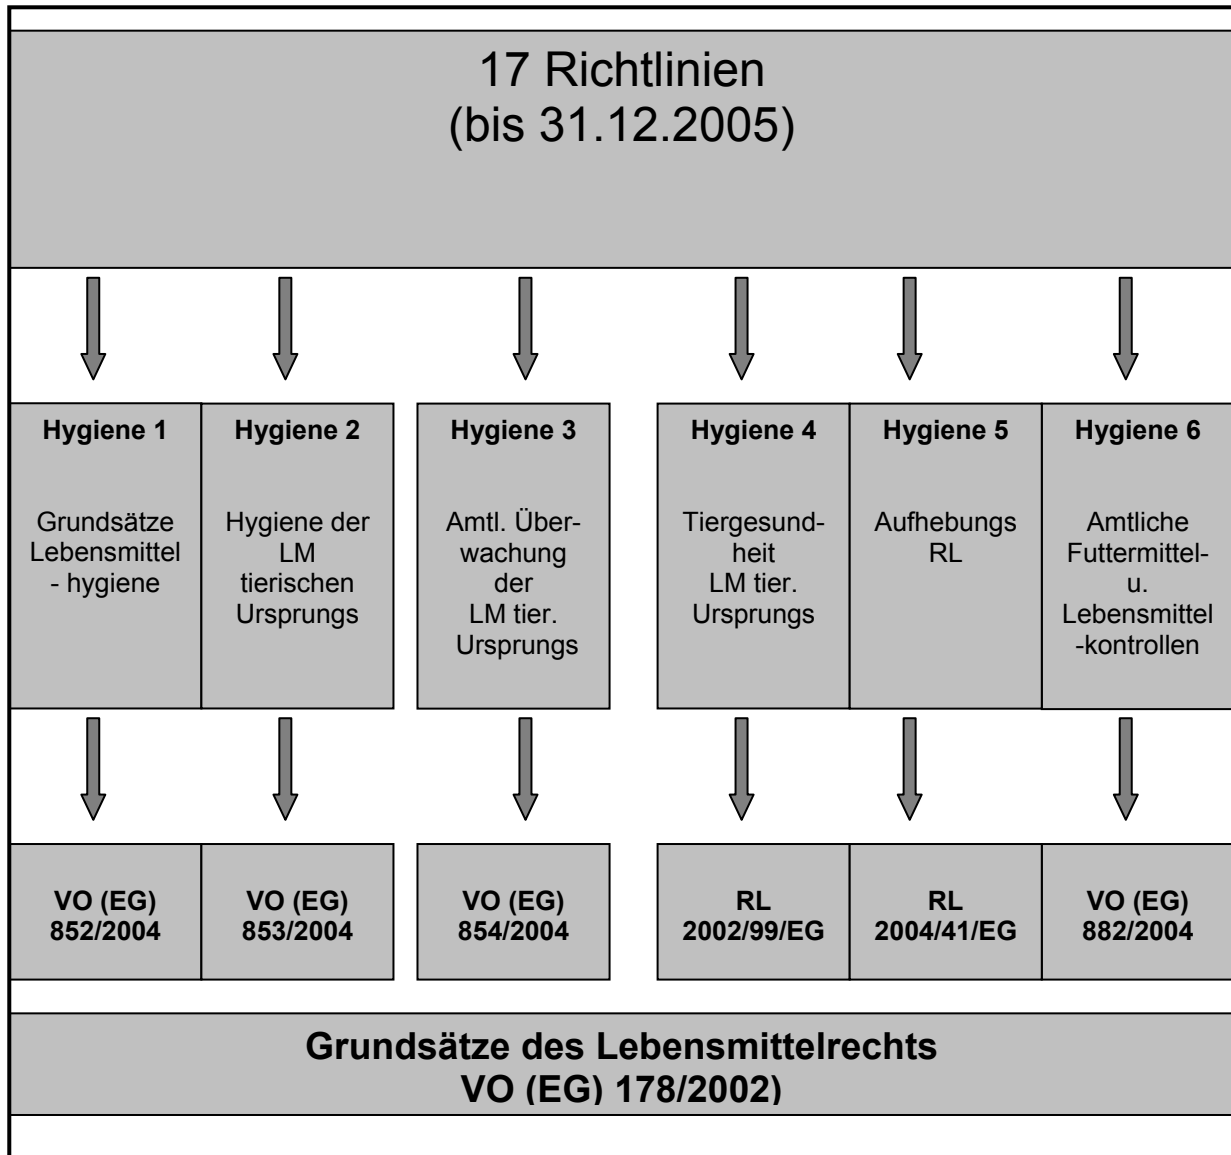 17 Richtlinien
(bis 31.12.2005)
Hygiene 1
Grundsätze
Lebensmittel
- hygiene
Hygiene 2
Hygiene der
LM
tierischen
Ursprungs
Hygiene 3
Amtl. Über-
wachung
der
LM tier.
Ursprungs
Hygiene 4
Tiergesund-
heit
LM tier.
Ursprungs
Hygiene 5
Aufhebungs
RL
Hygiene 6
Amtliche
Futtermittel-
u.
Lebensmittel
-kontrollen
VO (EG)
852/2004
VO (EG)
853/2004
VO (EG)
854/2004
RL
2002/99/EG
RL
2004/41/EG
VO (EG)
882/2004
Grundsätze des Lebensmittelrechts
VO (EG) 178/2002)